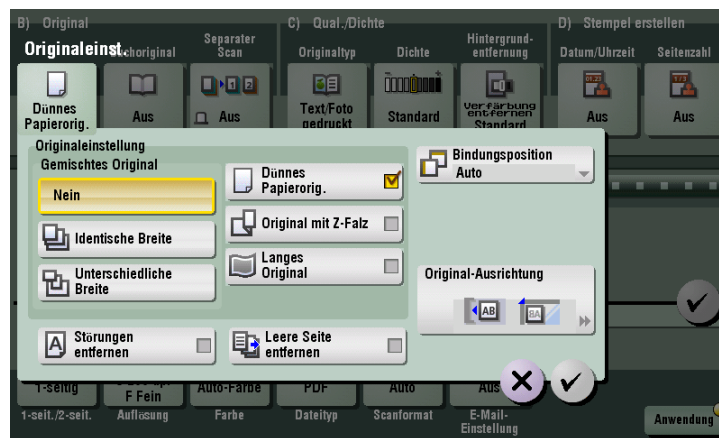 B) Original
C) Qual./Dichte
D) Stempel erstellen
Originaleinst.
choriginal
Separater
Scan
Originaltyp
Dichte
Hintergrund-
entfernung
Datum/Uhrzeit
Seitenzahl
Dünnes
Papierorig.
Aus
Aus
Text/Foto
gedruckt
Standard
Verfärbung
entfernen
Standard
Aus
Aus
Originaleinstellung
Gemischtes Original
Nein
Identische Breite
Unterschiedliche
Breite
Dünnes
Papierorig.
Original mit Z-Falz
Langes
Original
Bindungsposition
Auto
Original-Ausrichtung
Störungen
entfernen
Leere Seite
entfernen
1-seitig
F Fein
Auto-Farbe
PDF
Auto
Aus
1-seit./2-seit.
Auflösung
Farbe
Dateityp
Scanformat
E-Mail-
Einstellung
Anwendung